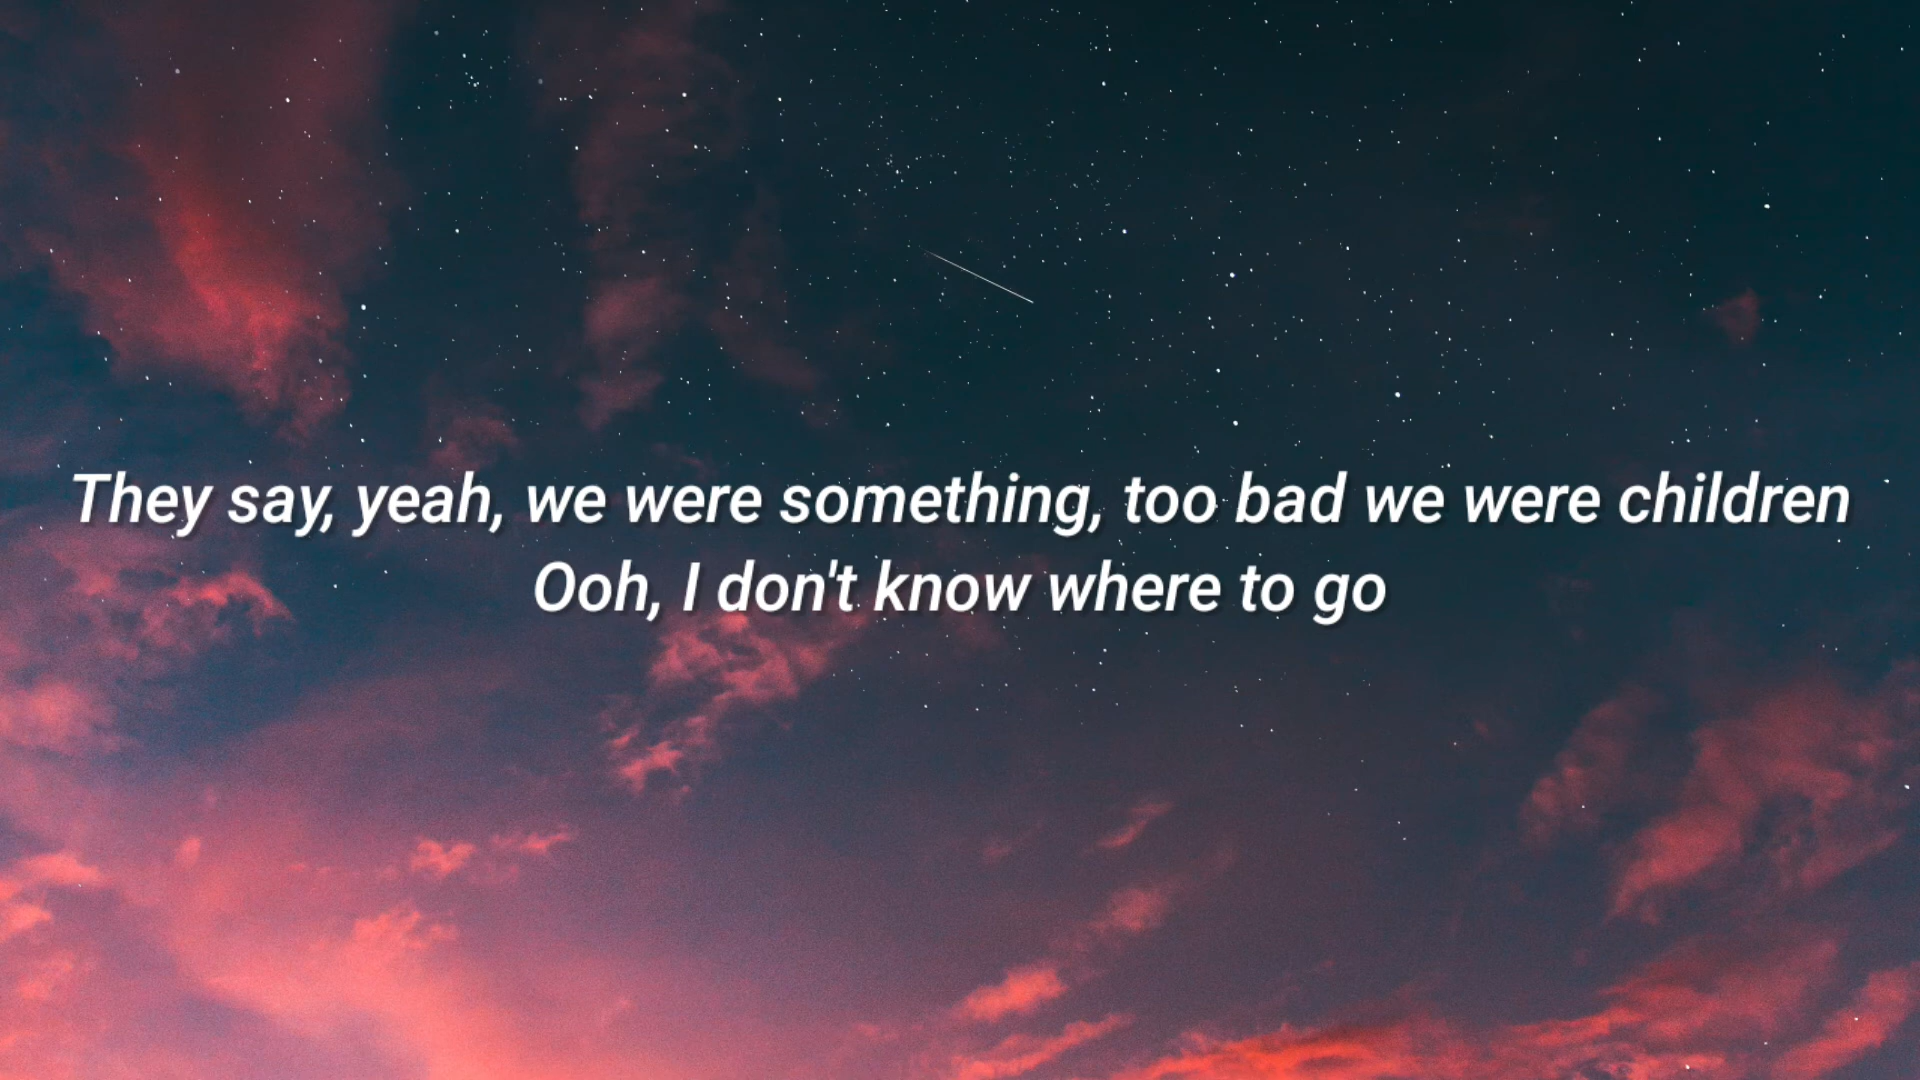 They say, yeah, we were something, too bad we were children
Ooh, I don't know where to go